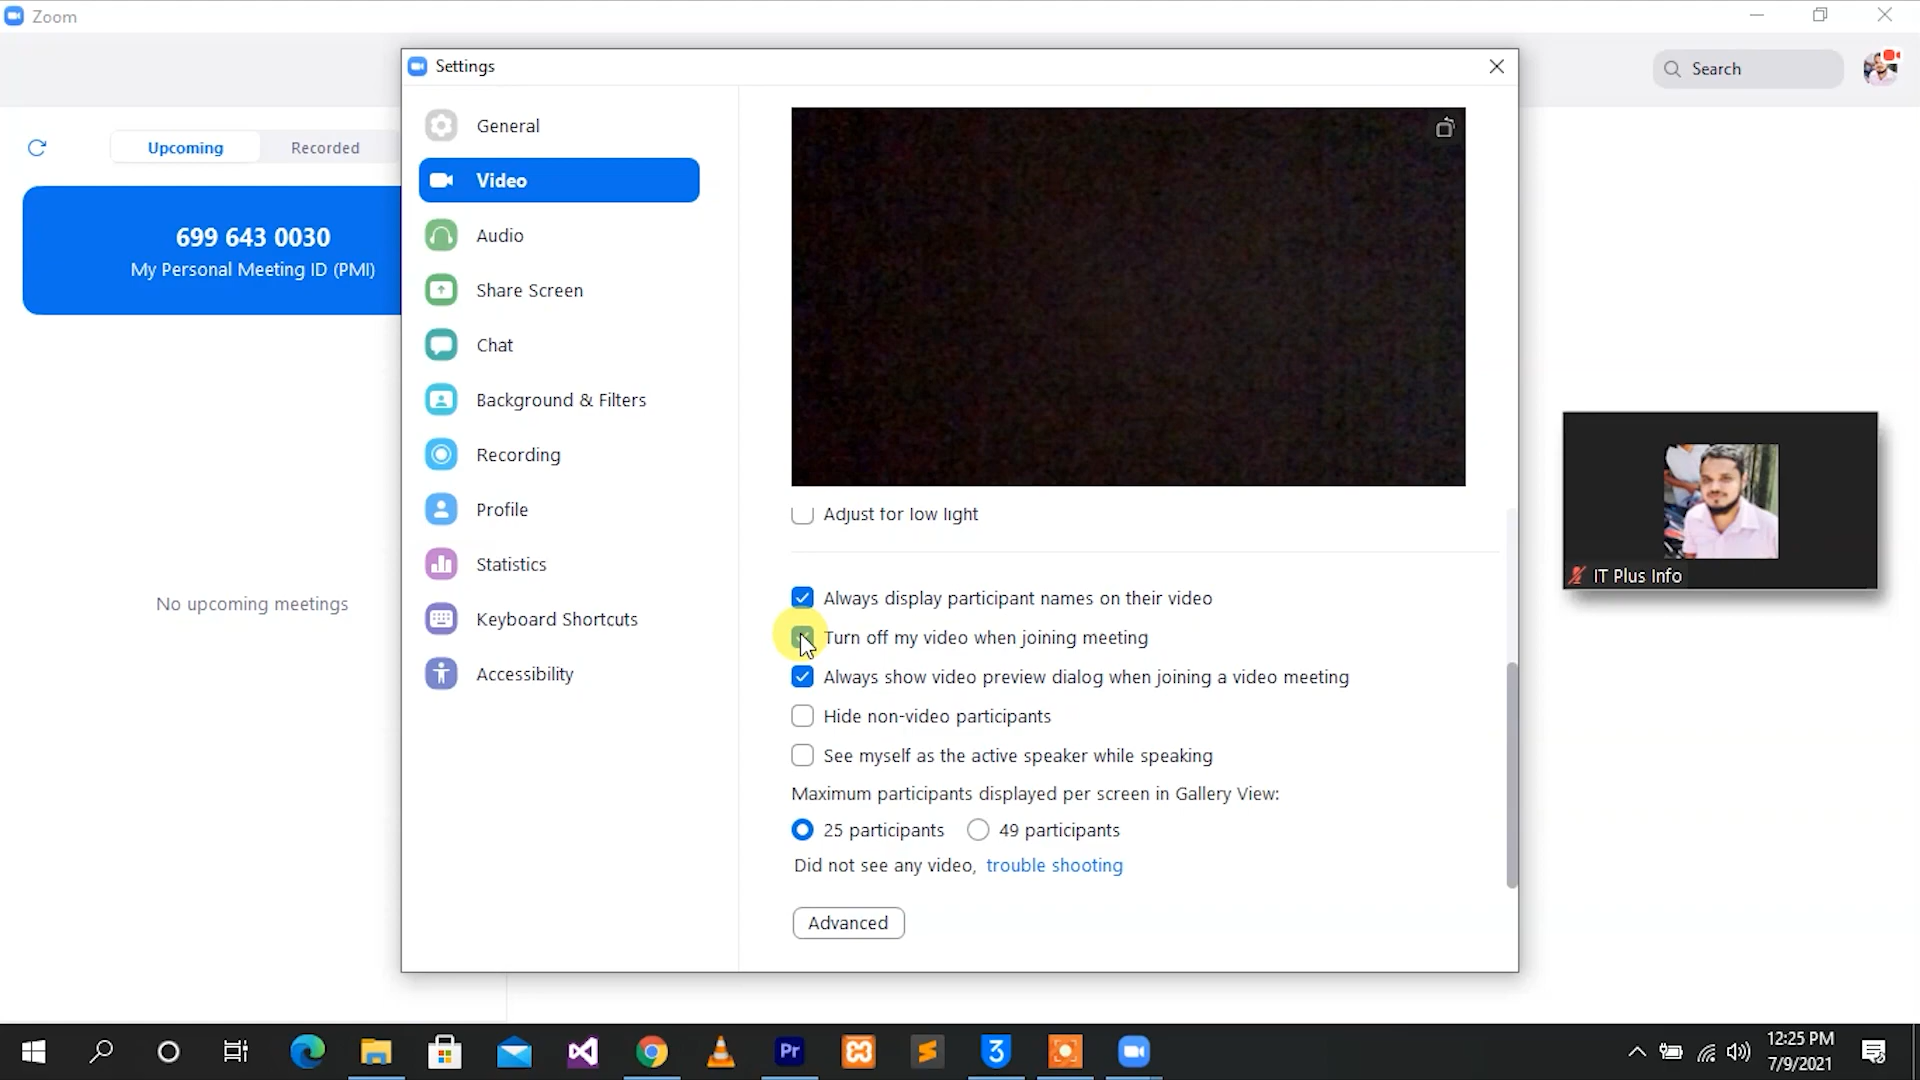 Zoom
Settings
Search
Upcoming
Recorded
699 643 0030
My Personal Meeting ID (PMI)
No upcoming meetings
General
Video
Audio
Share Screen
Chat
Background & Filters
Recording
Profile
Statistics
Keyboard Shortcuts
Accessibility
Adjust for low light
Always display participant names on their video
Turn off my video when joining meeting
Always show video preview dialog when joining a video meeting
Hide non-video participants
See myself as the active speaker while speaking
Maximum participants displayed per screen in Gallery View:
25 participants
49 participants
Did not see any video, trouble shooting
Advanced
IT Plus Info
Pr
3
12:25 PM
7/9/2021